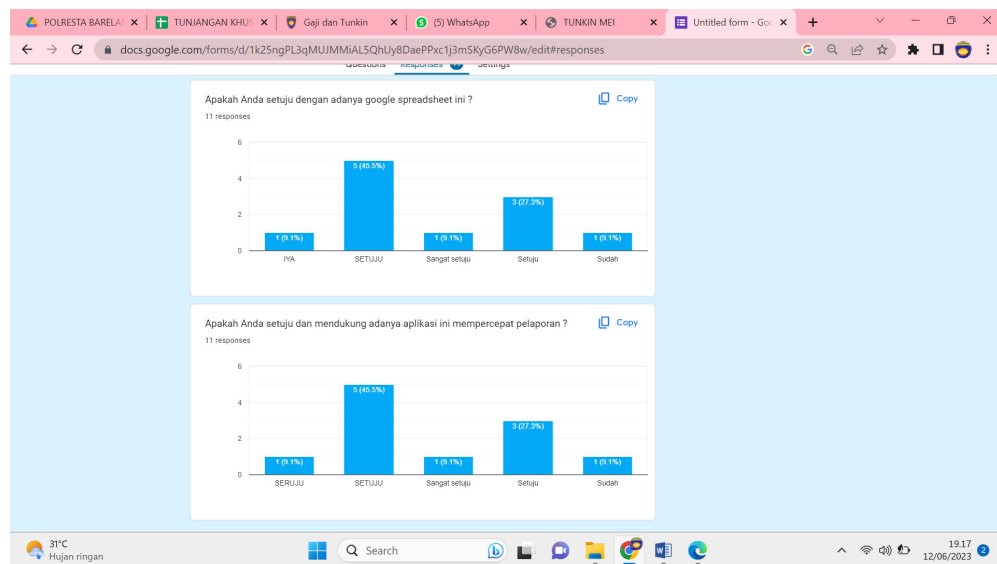 POLRESTA BARELA
TUNJANGAN KHUS
Gaji dan Tunkin
(5) WhatsApp
TUNKIN MEI
Untitled form - Goo
docs.google.com/forms/d/1k25ngPL3qMUJMMiAL5QhUy8DaePPxc1j3mSKyG6PW8w/edit#responses
Questions Responses Settings
Apakah Anda setuju dengan adanya google spreadsheet ini ?
Copy
11 responses
6
4
2
0
5 (45.5%)
3 (27.3%)
1 (9.1%)
1 (9.1%)
1 (9.1%)
IYA SETUJU Sangat setuju Setuju Sudah
Apakah Anda setuju dan mendukung adanya aplikasi ini mempercepat pelaporan ?
Copy
11 responses
6
4
2
0
5 (45.5%)
3 (27.3%)
1 (9.1%)
1 (9.1%)
1 (9.1%)
SERUJU SETUJU Sangat setuju Setuju Sudah
31°C
Hujan ringan
Search
19.17
12/06/2023
2